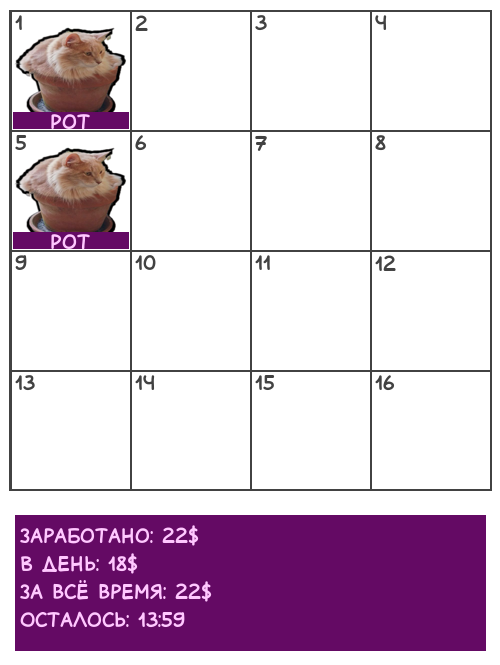 1 2 3 4
POT
5 6 7 8
POT
9 10 11 12
13 14 15 16
ЗАРАБОТАНО: 22$
В ДЕНЬ: 18$
ЗА ВСЁ ВРЕМЯ: 22$
ОСТАЛОСЬ: 13:59